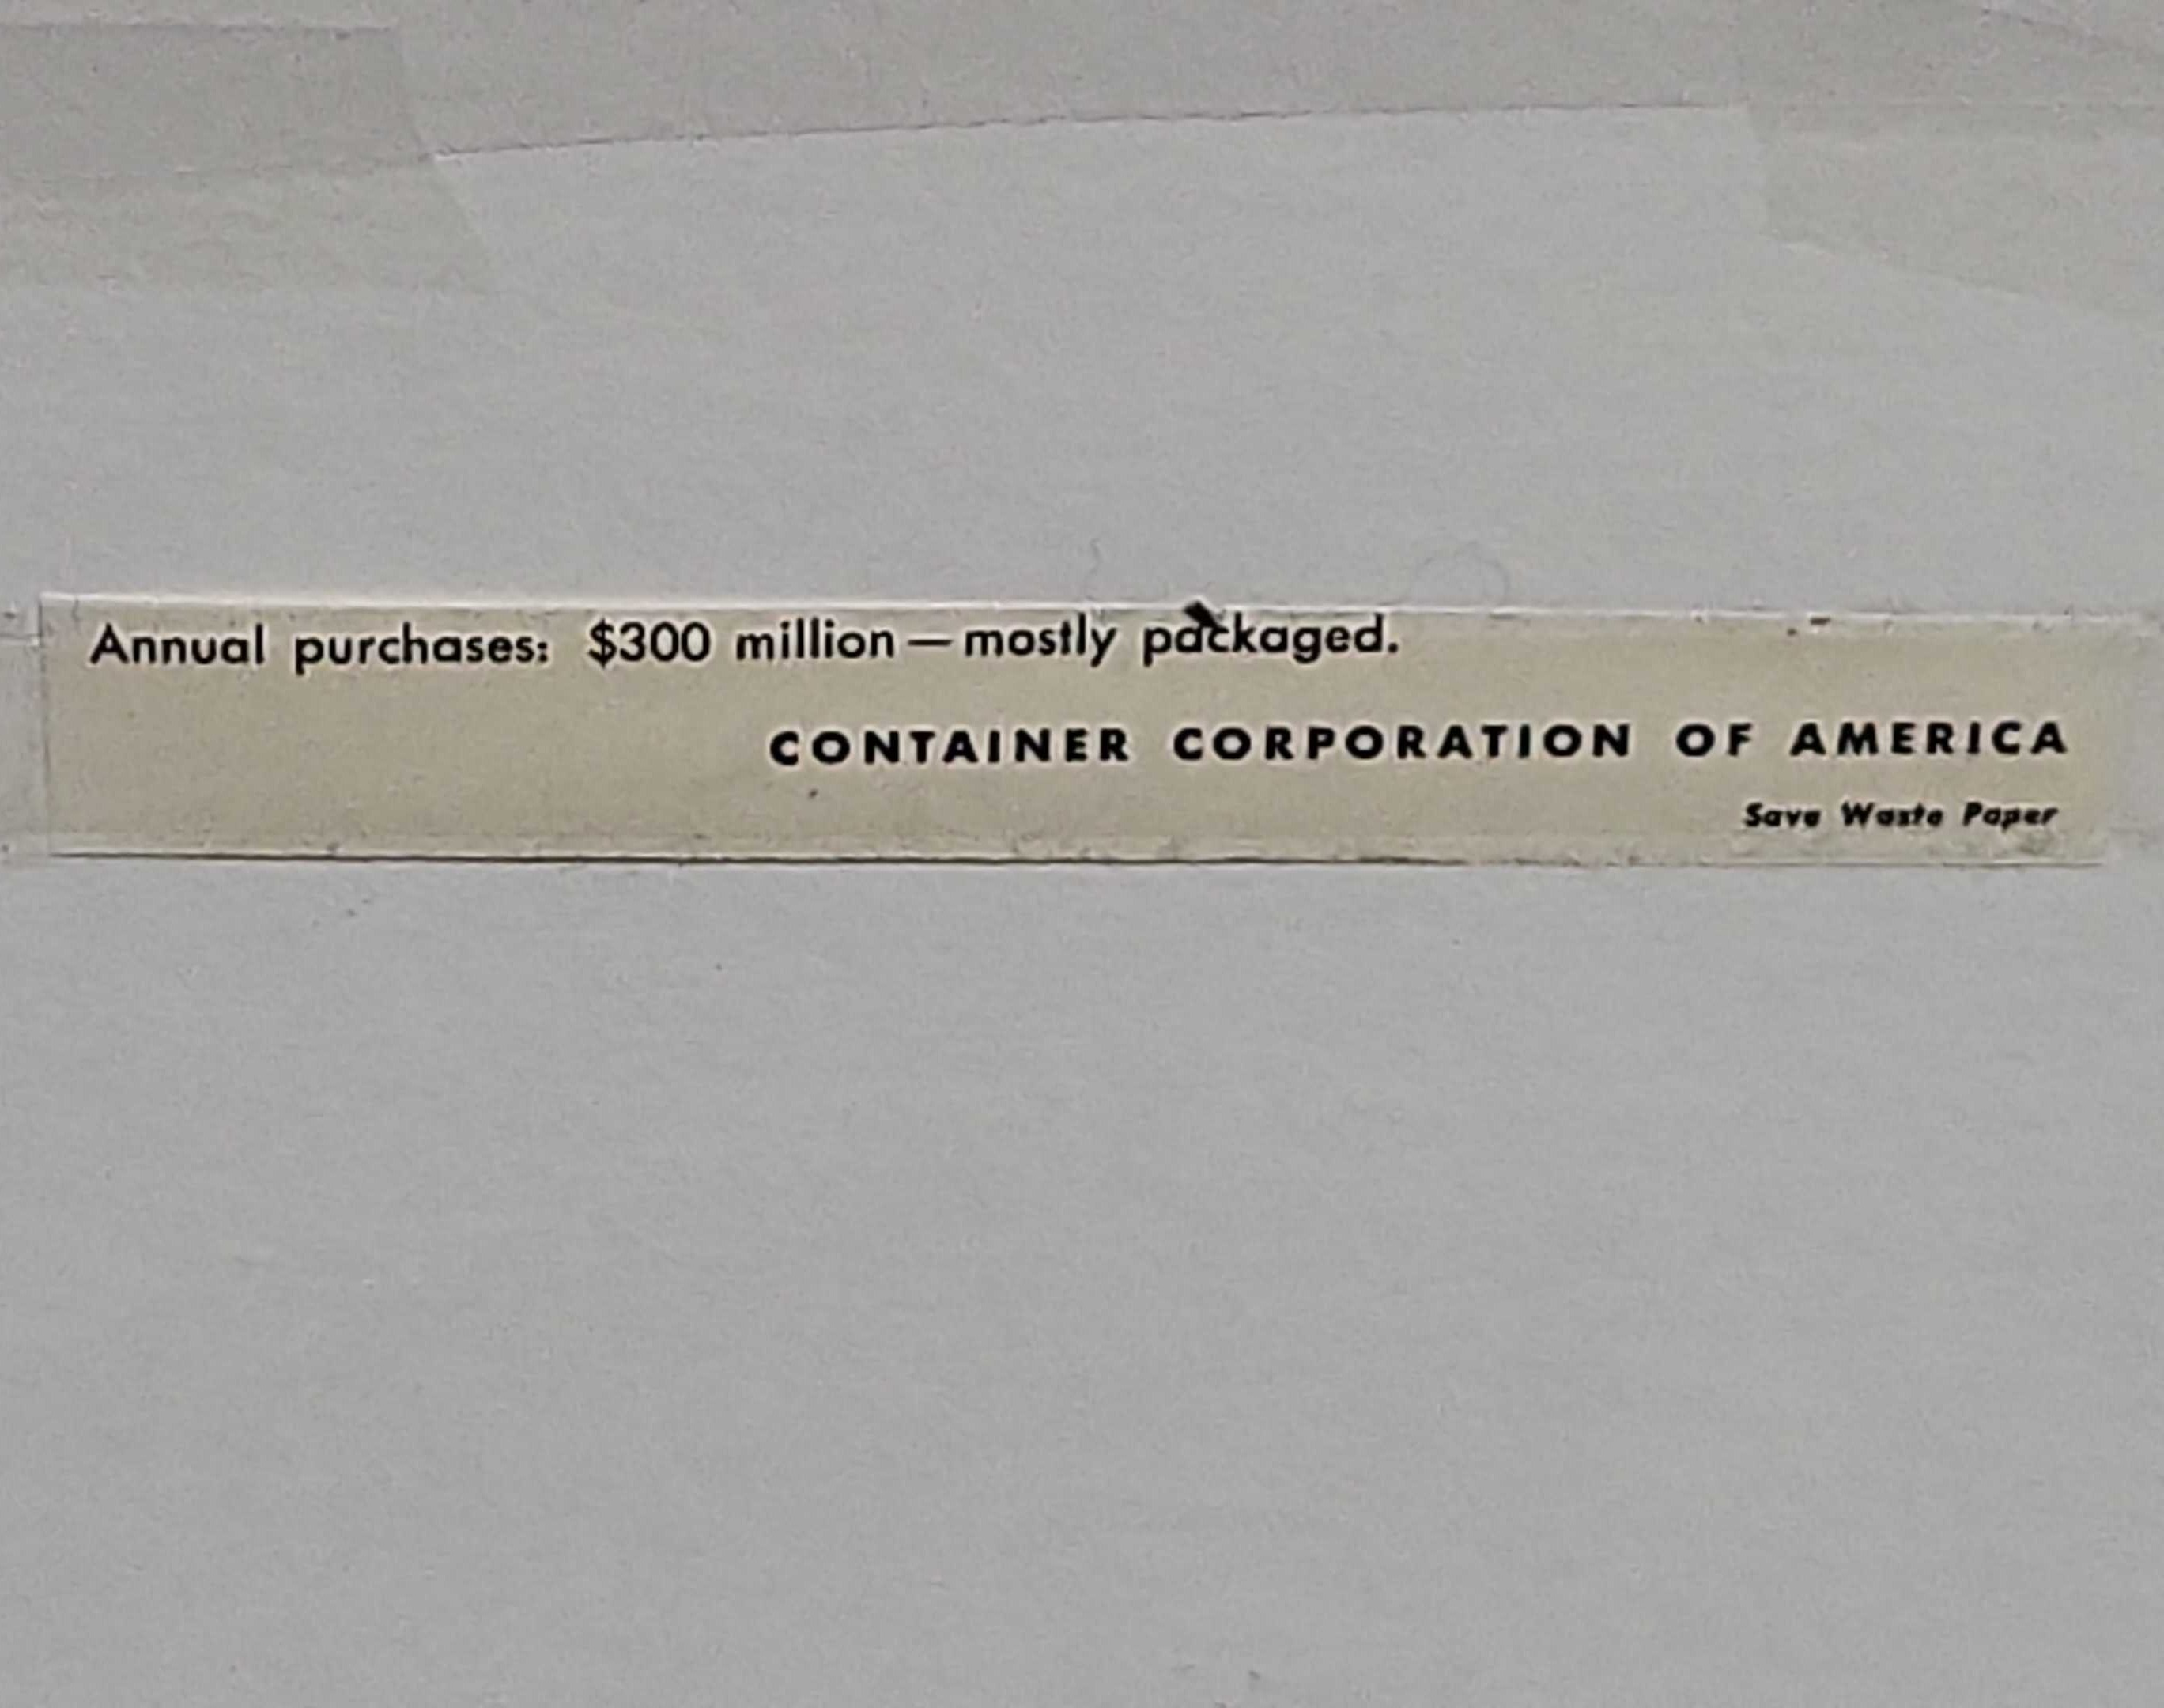 Annual purchases: $300 million—mostly packaged.
CONTAINER CORPORATION OF AMERICA
Save Waste Paper